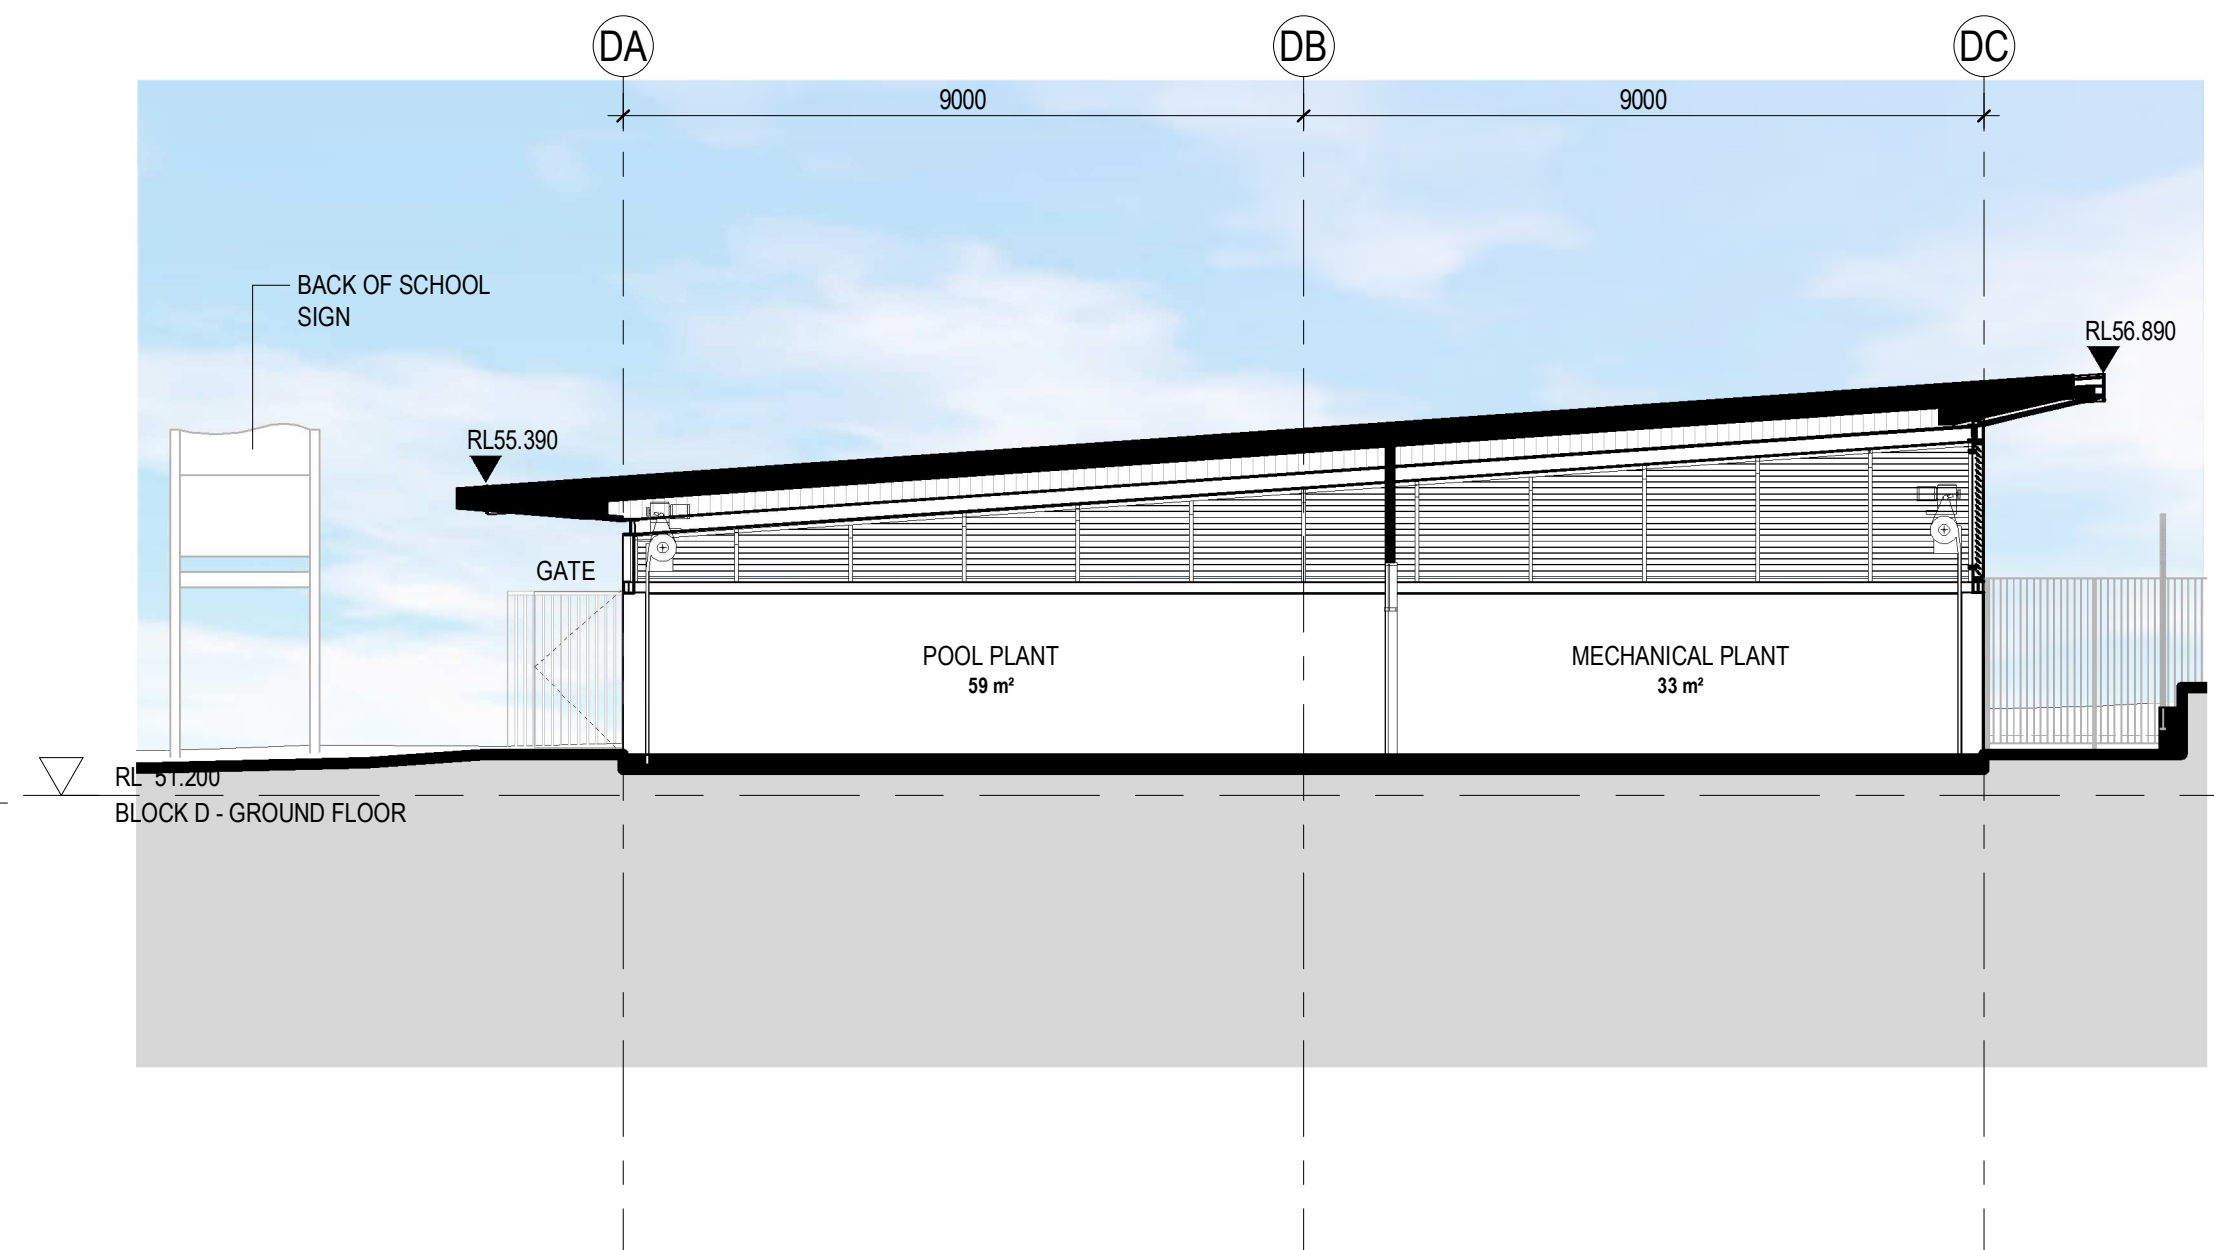 DA
DB
DC
9000
9000
BACK OF SCHOOL
SIGN
RL56.890
RL55.390
GATE
POOL PLANT
59 m²
MECHANICAL PLANT
33 m²
RL 51.200
BLOCK D - GROUND FLOOR